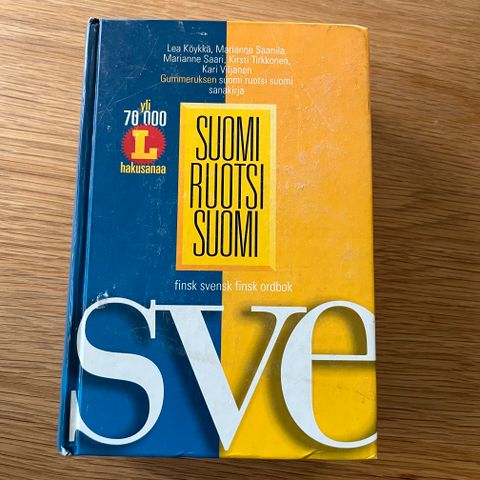 Lea Köykkä, Marianne Saanila,
Marianne Saari, Kirsti Tirkkonen,
Kari Viljanen
Gummeruksen suomi ruotsi suomi
sanakirja
yli
70 000
L
hakusanaa
SUOMI
RUOTSI
SUOMI
finsk svensk finsk ordbok
sve